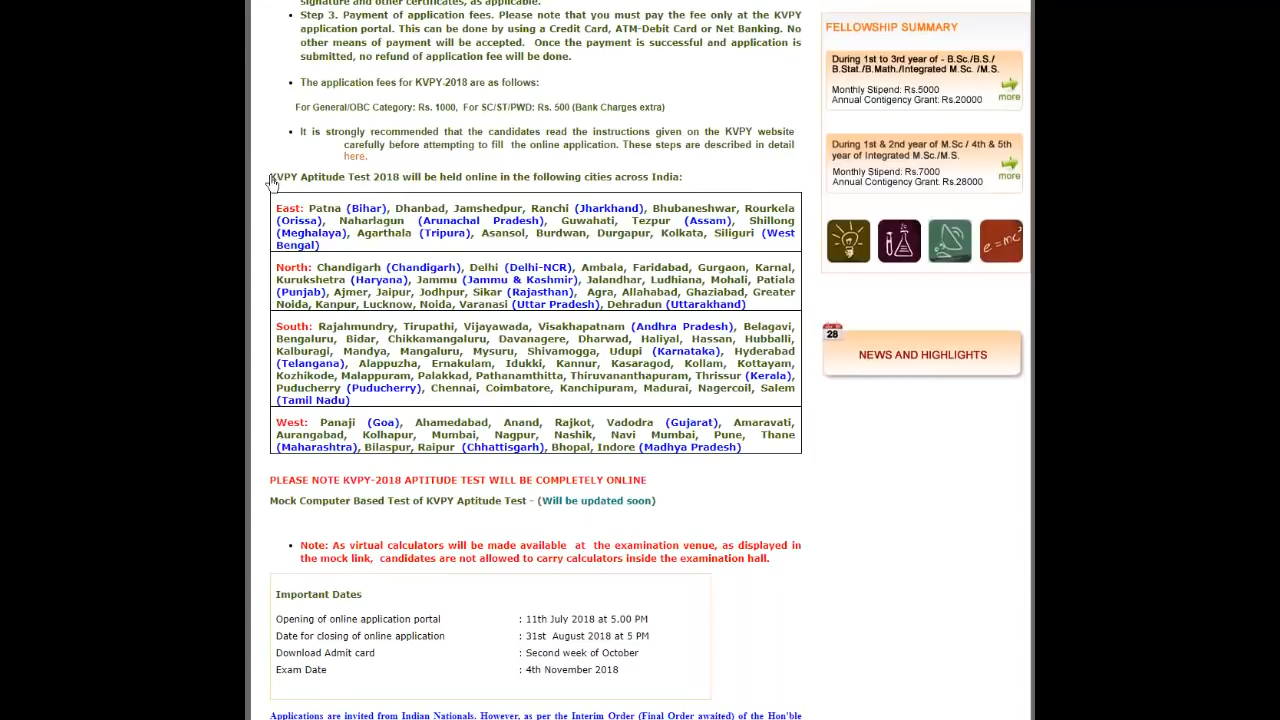 signature and other certificates, as applicable.
• Step 3. Payment of application fees. Please note that you must pay the fee only at the KVPY
application portal. This can be done by using a Credit Card, ATM-Debit Card or Net Banking. No
other means of payment will be accepted. Once the payment is successful and application is
submitted, no refund of application fee will be done.
• The application fees for KVPY-2018 are as follows:
For General/OBC Category: Rs. 1000, For SC/ST/PWD: Rs. 500 (Bank Charges extra)
• It is strongly recommended that the candidates read the instructions given on the KVPY website
carefully before attempting to fill the online application. These steps are described in detail
here.
KVPY Aptitude Test 2018 will be held online in the following cities across India:
East: Patna (Bihar), Dhanbad, Jamshedpur, Ranchi (Jharkhand), Bhubaneshwar, Rourkela
(Orissa), Naharlagun (Arunachal Pradesh), Guwahati, Tezpur (Assam), Shillong
(Meghalaya), Agarthala (Tripura), Asansol, Burdwan, Durgapur, Kolkata, Siliguri (West
Bengal)
North: Chandigarh (Chandigarh), Delhi (Delhi-NCR), Ambala, Faridabad, Gurgaon, Karnal,
Kurukshetra (Haryana), Jammu (Jammu & Kashmir), Jalandhar, Ludhiana, Mohali, Patiala
(Punjab), Ajmer, Jaipur, Jodhpur, Sikar (Rajasthan), Agra, Allahabad, Ghaziabad, Greater
Noida, Kanpur, Lucknow, Noida, Varanasi (Uttar Pradesh), Dehradun (Uttarakhand)
South: Rajahmundry, Tirupathi, Vijayawada, Visakhapatnam (Andhra Pradesh), Belagavi,
Bengaluru, Bidar, Chikkamangaluru, Davanagere, Dharwad, Haliyal, Hassan, Hubballi,
Kalburagi, Mandya, Mangaluru, Mysuru, Shivamogga, Udupi (Karnataka), Hyderabad
(Telangana), Alappuzha, Ernakulam, Idukki, Kannur, Kasaragod, Kollam, Kottayam,
Kozhikode, Malappuram, Palakkad, Pathanamthitta, Thiruvananthapuram, Thrissur (Kerala),
Puducherry (Puducherry), Chennai, Coimbatore, Kanchipuram, Madurai, Nagercoil, Salem
(Tamil Nadu)
West: Panaji (Goa), Ahamedabad, Anand, Rajkot, Vadodra (Gujarat), Amaravati,
Aurangabad, Kolhapur, Mumbai, Nagpur, Nashik, Navi Mumbai, Pune, Thane
(Maharashtra), Bilaspur, Raipur (Chhattisgarh), Bhopal, Indore (Madhya Pradesh)
PLEASE NOTE KVPY-2018 APTITUDE TEST WILL BE COMPLETELY ONLINE
Mock Computer Based Test of KVPY Aptitude Test - (Will be updated soon)
• Note: As virtual calculators will be made available at the examination venue, as displayed in
the mock link, candidates are not allowed to carry calculators inside the examination hall.
Important Dates
Opening of online application portal : 11th July 2018 at 5.00 PM
Date for closing of online application : 31st August 2018 at 5 PM
Download Admit card : Second week of October
Exam Date : 4th November 2018
Applications are invited from Indian Nationals. However, as per the Interim Order (Final Order awaited) of the Hon'ble
FELLOWSHIP SUMMARY
During 1st to 3rd year of - B.Sc./B.S./
B.Stat./B.Math./Integrated M.Sc. /M.S.
Monthly Stipend: Rs.5000
Annual Contigency Grant: Rs.20000
more
During 1st & 2nd year of M.Sc / 4th & 5th
year of Integrated M.Sc./M.S.
Monthly Stipend: Rs.7000
Annual Contigency Grant: Rs.28000
more
e=mc²
28
NEWS AND HIGHLIGHTS